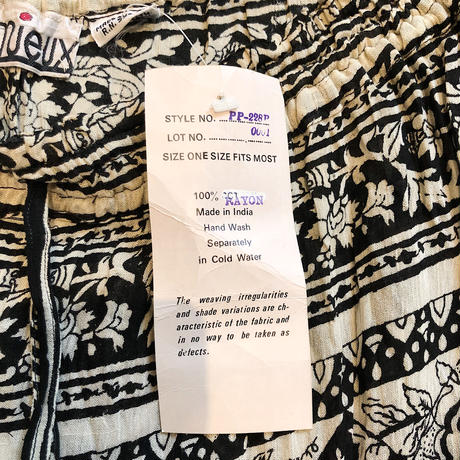 STYLE NO. PP-228P
LOT NO. 0001
SIZE ONE SIZE FITS MOST
100% RAYON
Made in India
Hand Wash
Separately
in Cold Water
The weaving irregularities
and shade variations are ch-
aracteristic of the fabric and
in no way to be taken as
defects.